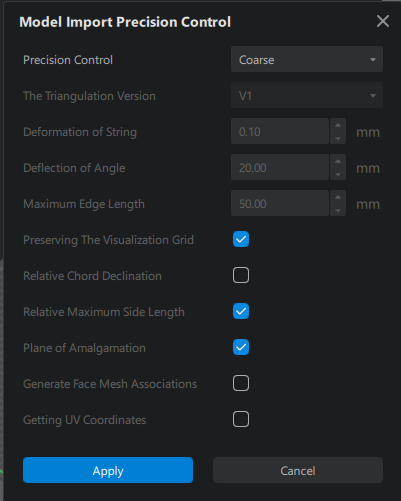 Model Import Precision Control
Precision Control Coarse
The Triangulation Version V1
Deformation of String 0.10 mm
Deflection of Angle 20.00 mm
Maximum Edge Length 50.00 mm
Preserving The Visualization Grid
Relative Chord Declination
Relative Maximum Side Length
Plane of Amalgamation
Generate Face Mesh Associations
Getting UV Coordinates
Apply Cancel